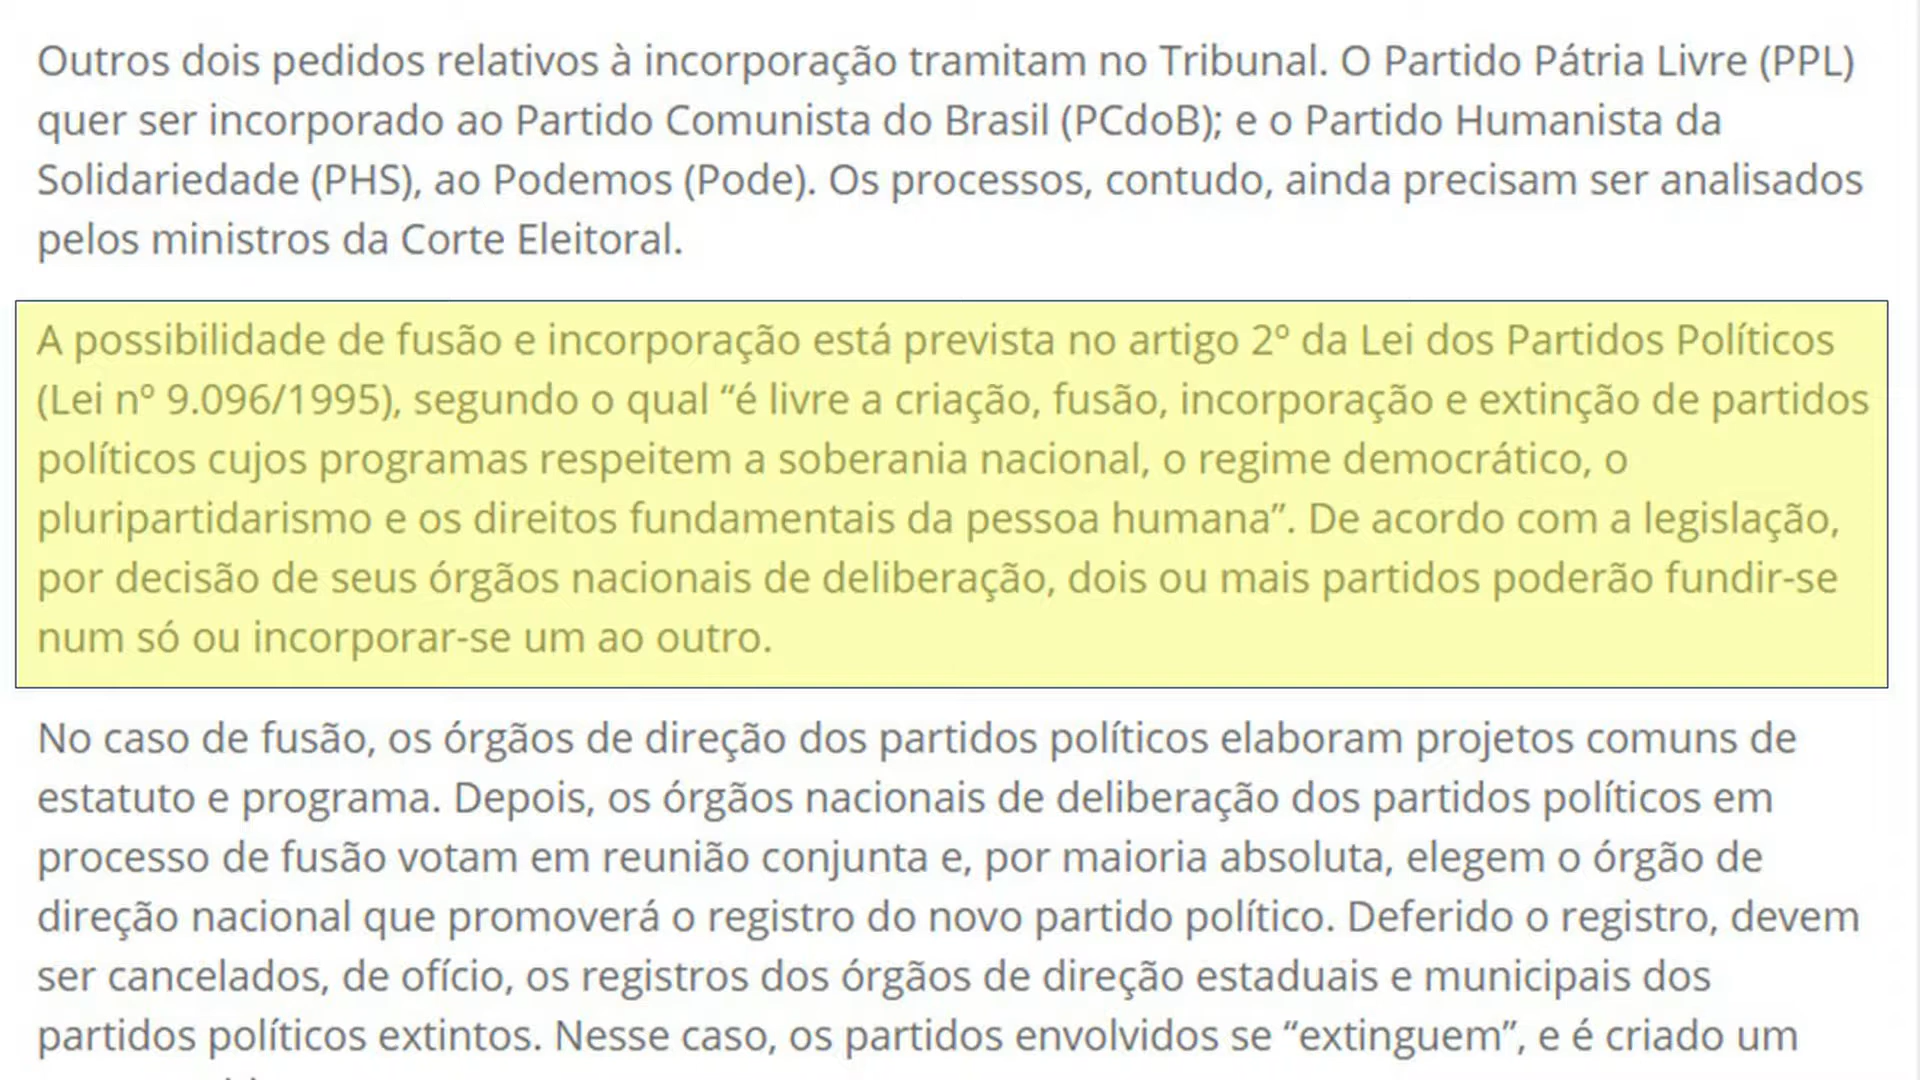 Outros dois pedidos relativos à incorporação tramitam no Tribunal. O Partido Pátria Livre (PPL)
quer ser incorporado ao Partido Comunista do Brasil (PCdoB); e o Partido Humanista da
Solidariedade (PHS), ao Podemos (Pode). Os processos, contudo, ainda precisam ser analisados
pelos ministros da Corte Eleitoral.
A possibilidade de fusão e incorporação está prevista no artigo 2º da Lei dos Partidos Políticos
(Lei nº 9.096/1995), segundo o qual “é livre a criação, fusão, incorporação e extinção de partidos
políticos cujos programas respeitem a soberania nacional, o regime democrático, o
pluripartidarismo e os direitos fundamentais da pessoa humana”. De acordo com a legislação,
por decisão de seus órgãos nacionais de deliberação, dois ou mais partidos poderão fundir-se
num só ou incorporar-se um ao outro.
No caso de fusão, os órgãos de direção dos partidos políticos elaboram projetos comuns de
estatuto e programa. Depois, os órgãos nacionais de deliberação dos partidos políticos em
processo de fusão votam em reunião conjunta e, por maioria absoluta, elegem o órgão de
direção nacional que promoverá o registro do novo partido político. Deferido o registro, devem
ser cancelados, de ofício, os registros dos órgãos de direção estaduais e municipais dos
partidos políticos extintos. Nesse caso, os partidos envolvidos se “extinguem”, e é criado um